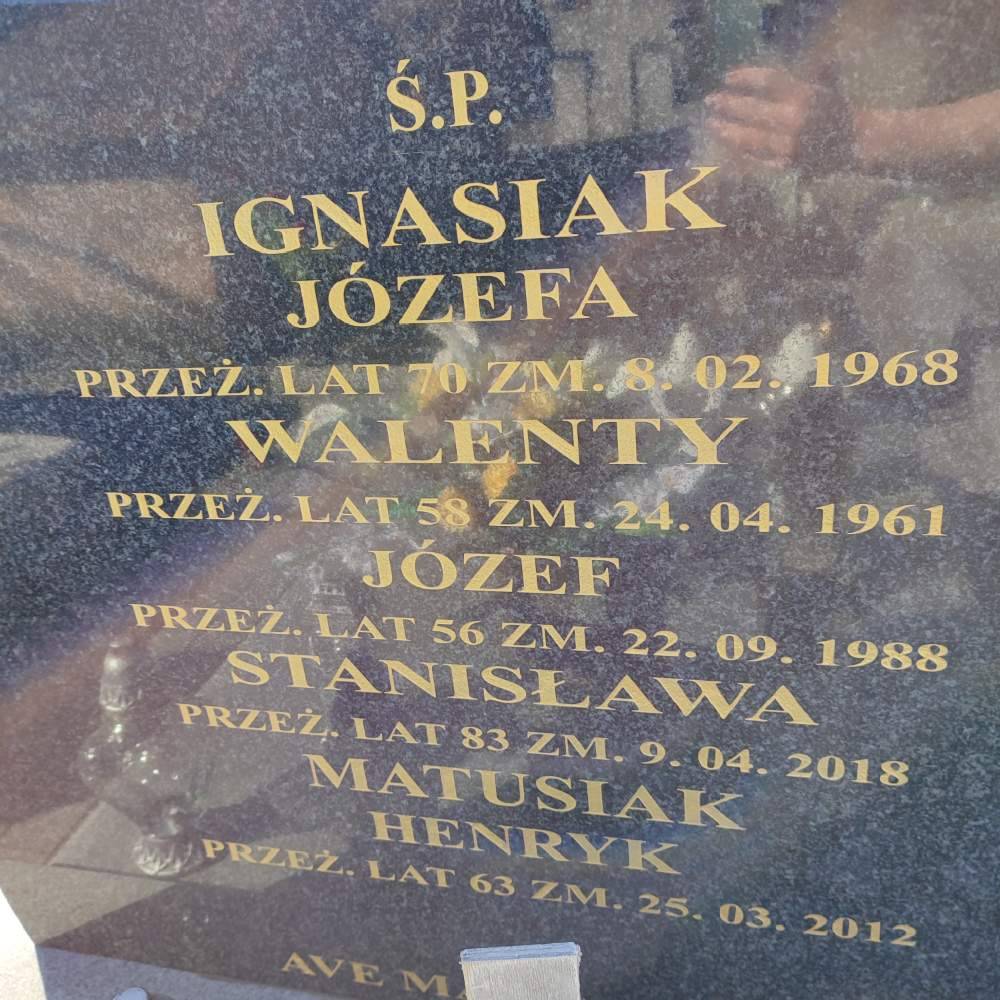 Ś.P.
IGNASIAK
JÓZEFA
PRZEŻ. LAT 70 ZM. 8. 02. 1968
WALENTY
PRZEŻ. LAT 58 ZM. 24. 04. 1961
JÓZEF
PRZEŻ. LAT 56 ZM. 22. 09. 1988
STANISŁAWA
PRZEŻ. LAT 83 ZM. 9. 04. 2018
MATUSIAK
HENRYK
PRZEŻ. LAT 63 ZM. 25. 03. 2012
AVE